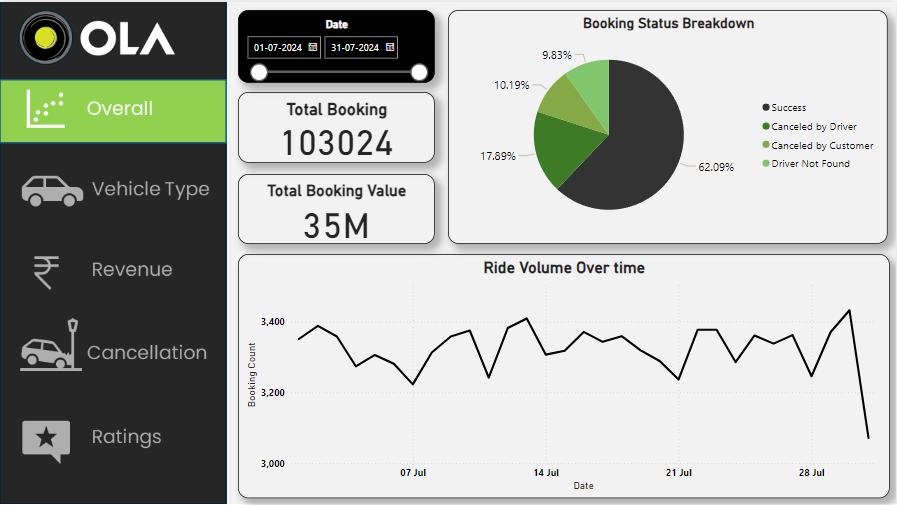 OLA
Overall
Vehicle Type
Revenue
Cancellation
Ratings
Date
01-07-2024 31-07-2024
Total Booking
103024
Total Booking Value
35M
Booking Status Breakdown
9.83%
10.19%
17.89%
62.09%
Success
Canceled by Driver
Canceled by Customer
Driver Not Found
Ride Volume Over time
Booking Count
3,400
3,200
3,000
07 Jul 14 Jul 21 Jul 28 Jul
Date